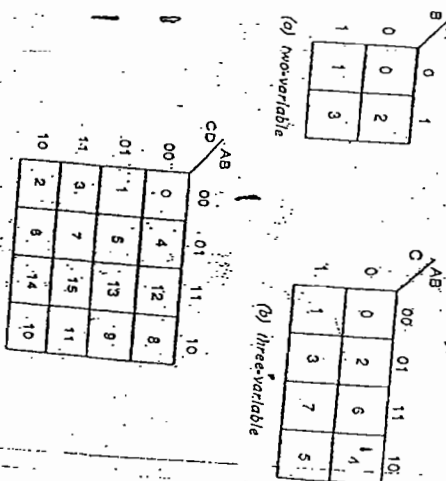 B
0 1
0 0 2
1 1 3
(a) two-variable
C AB
00 01 11 10
0 0 2 6 4
1 1 3 7 5
(b) three-variable
CD AB
00 01 11 10
00 0 4 12 8
01 1 5 13 9
11 3 7 15 11
10 2 6 14 10